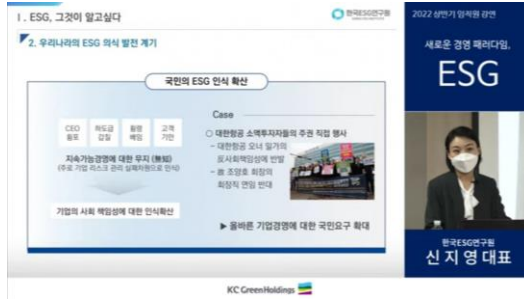 Ⅰ. ESG, 그것이 알고싶다
한국ESG연구원
2. 우리나라의 ESG 의식 발전 계기
국민의 ESG 인식 확산
CEO
횡포
하도급
갑질
횡령
배임
고객
기만
지속가능경영에 대한 무지 (無知)
(주로 기업 리스크 관리 실패차원으로 인식)
기업의 사회 책임성에 대한 인식확산
Case
○ 대한항공 소액투자자들의 주권 직접 행사
- 대한항공 오너 일가의
反사회책임성에 반발
- 故 조양호 회장의
회장직 연임 반대
▶ 올바른 기업경영에 대한 국민요구 확대
KC GreenHoldings
2022 상반기 임직원 강연
새로운 경영 패러다임,
ESG
한국ESG연구원
신지영 대표